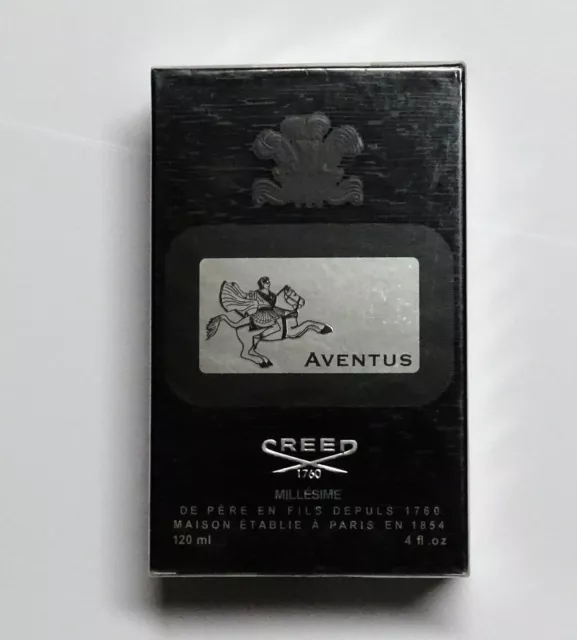 AVENTUS
CREED
1760
MILLÉSIME
DE PÈRE EN FILS DEPULS 1760
MAISON ÉTABLIE À PARIS EN 1854
120 ml 4 fl.oz